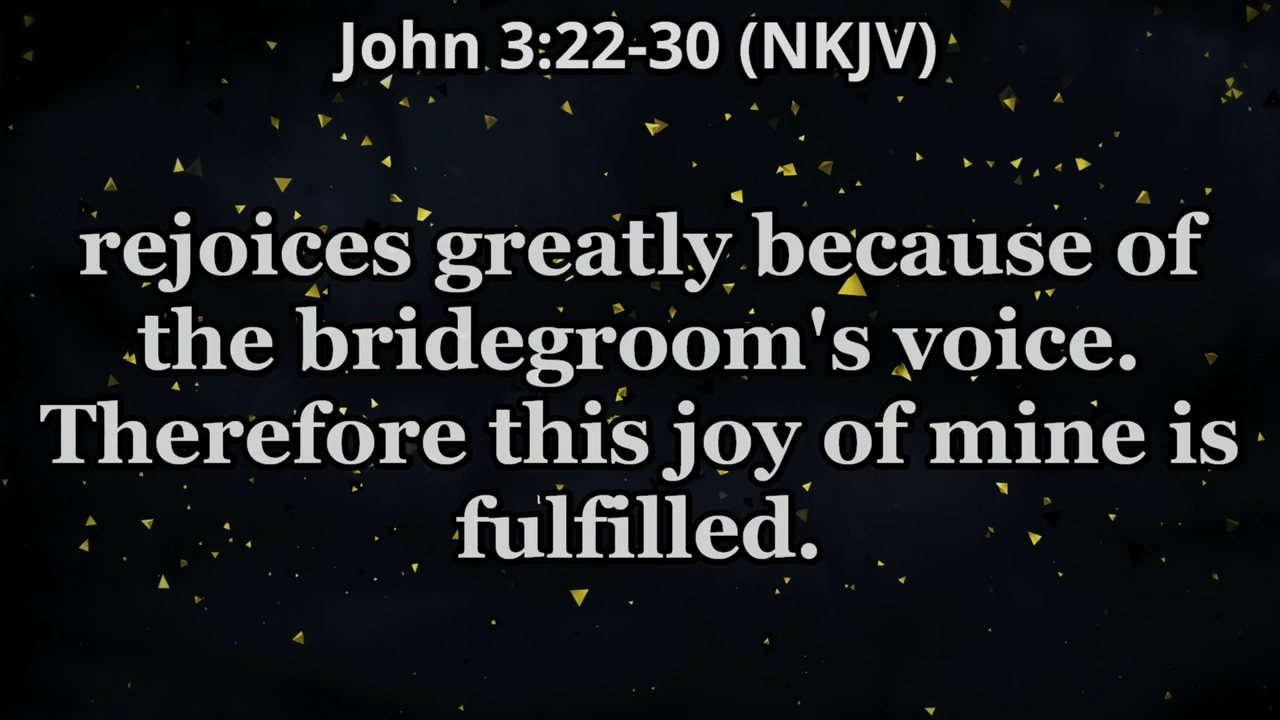 John 3:22-30 (NKJV)
rejoices greatly because of
the bridegroom's voice.
Therefore this joy of mine is
fulfilled.